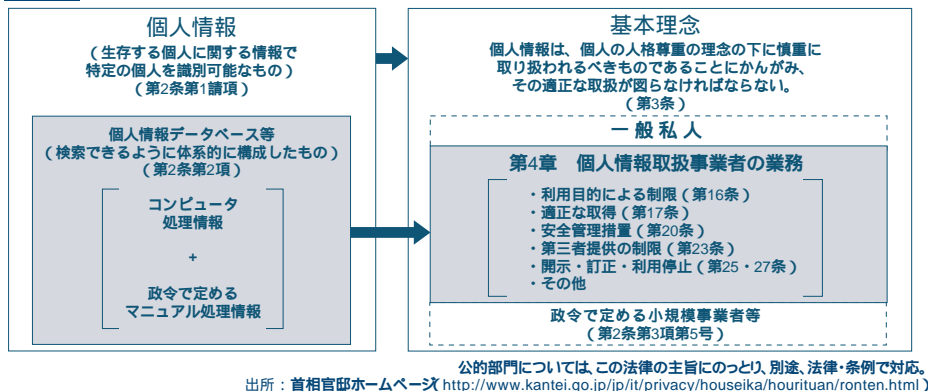 個人情報
（生存する個人に関する情報で
特定の個人を識別可能なもの）
（第2条第1請項）
個人情報データベース等
（検索できるように体系的に構成したもの）
（第2条第2項）
コンピュータ
処理情報
+
政令で定める
マニュアル処理情報
基本理念
個人情報は、個人の人格尊重の理念の下に慎重に
取り扱われるべきものであることにかんがみ、
その適正な取扱が図らなければならない。
（第3条）
一般私人
第4章　個人情報取扱事業者の業務
・利用目的による制限（第16条）
・適正な取得（第17条）
・安全管理措置（第20条）
・第三者提供の制限（第23条）
・開示・訂正・利用停止（第25・27条）
・その他
政令で定める小規模事業者等
（第2条第3項第5号）
公的部門については、この法律の主旨にのっとり、別途、法律・条例で対応。
出所：首相官邸ホームページ（http://www.kantei.go.jp/jp/it/privacy/houseika/hourituan/ronten.html）